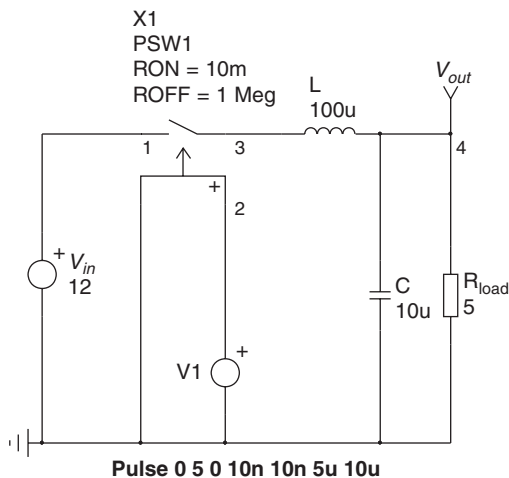 X1
PSW1
RON = 10m
ROFF = 1 Meg
L
100u
Vout
1
3
4
+
2
+ Vin
12
C
10u
Rload
5
V1
+
Pulse 0 5 0 10n 10n 5u 10u